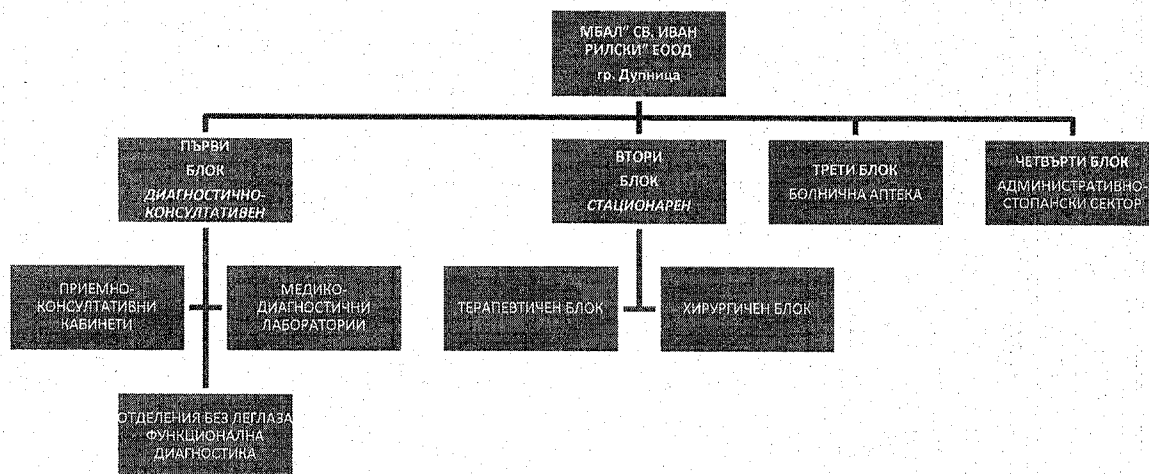 МБАЛ" СВ. ИВАН
РИЛСКИ" ЕООД
гр. Дупница
ПЪРВИ
БЛОК
ДИАГНОСТИЧНО-
КОНСУЛТАТИВЕН
ВТОРИ
БЛОК
СТАЦИОНАРЕН
ТРЕТИ БЛОК
БОЛНИЧНА АПТЕКА
ЧЕТВЪРТИ БЛОК
АДМИНИСТРАТИВНО-
СТОПАНСКИ СЕКТОР
ПРИЕМНО-
КОНСУЛТАТИВНИ
КАБИНЕТИ
МЕДИКО-
ДИАГНОСТИЧНИ
ЛАБОРАТОРИИ
ТЕРАПЕВТИЧЕН БЛОК
ХИРУРГИЧЕН БЛОК
ОТДЕЛЕНИЯ БЕЗ ЛЕГЛАЗА
ФУНКЦИОНАЛНА
ДИАГНОСТИКА